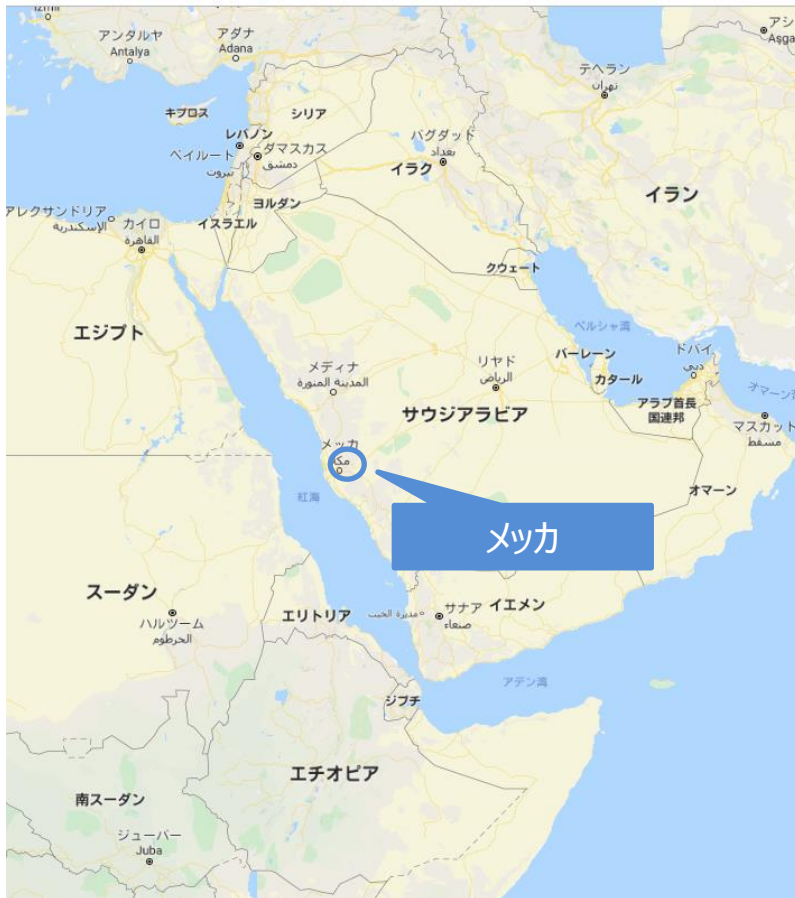 アンタルヤ
Antalya
アダナ
Adana
アシ
Aşga
テヘラン
تهران
キプロス
シリア
レバノン
ベイルート
بيروت
ダマスカス
دمشق
バグダッド
بغداد
イラク
イラン
アレクサンドリア
الإسكندرية
カイロ
القاهرة
イスラエル
ヨルダン
クウェート
エジプト
メディナ
المدينة المنورة
リヤド
الرياض
ペルシャ湾
バーレーン
カタール
ドバイ
دبي
アラブ首長
国連邦
オマーン
マスカット
مسقط
サウジアラビア
メッカ
مكة
オマーン
紅海
メッカ
スーダン
ハルツーム
الخرطوم
エリトリア
サナア
صنعاء
イエメン
アデン湾
ジブチ
エチオピア
南スーダン
ジューバー
Juba